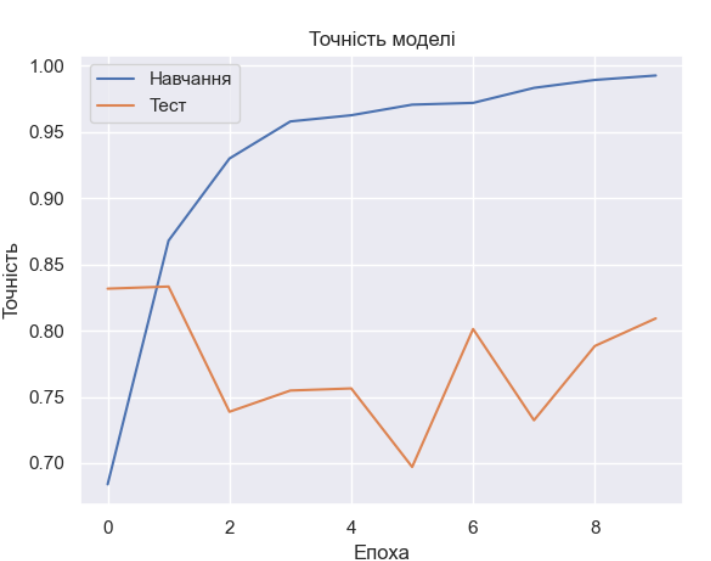 Точність моделі
Навчання
Тест
Точність
1.00
0.95
0.90
0.85
0.80
0.75
0.70
0 2 4 6 8
Епоха